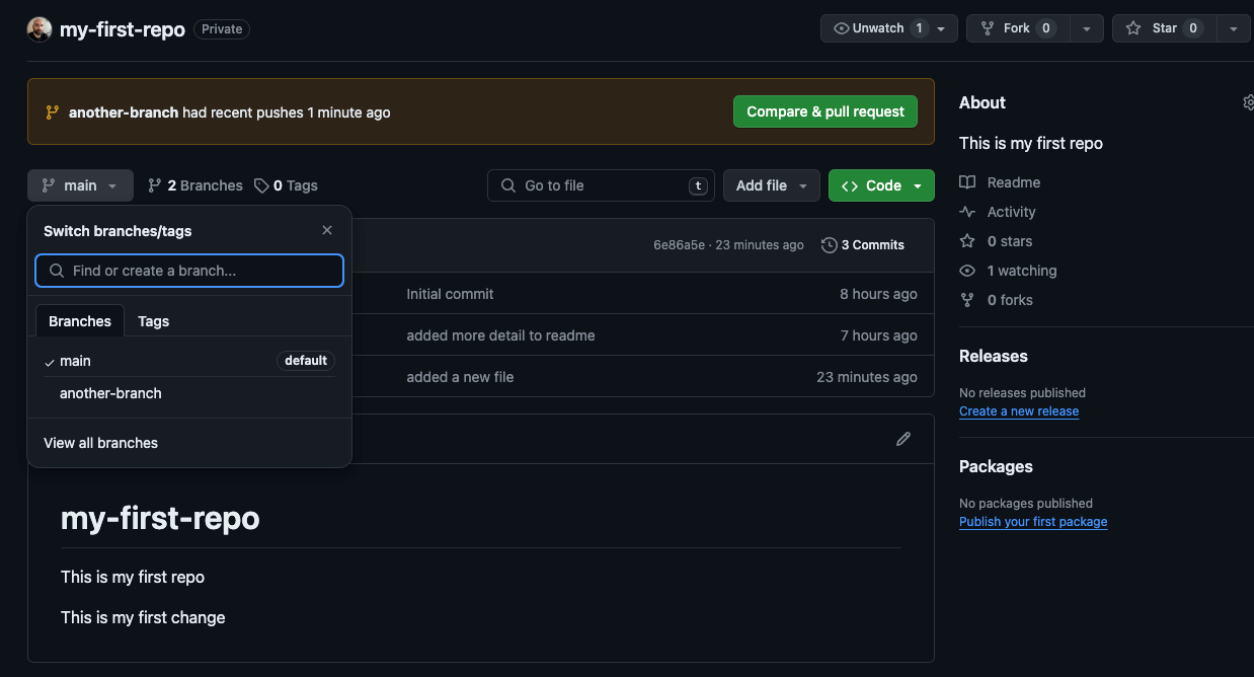 my-first-repo Private Unwatch 1 Fork 0 Star 0
another-branch had recent pushes 1 minute ago Compare & pull request
main 2 Branches 0 Tags Go to file t Add file <> Code
Switch branches/tags
Find or create a branch...
Branches Tags
main default
another-branch
View all branches
6e86a5e · 23 minutes ago 3 Commits
Initial commit 8 hours ago
added more detail to readme 7 hours ago
added a new file 23 minutes ago
my-first-repo
This is my first repo
This is my first change
About
This is my first repo
Readme
Activity
0 stars
1 watching
0 forks
Releases
No releases published
Create a new release
Packages
No packages published
Publish your first package